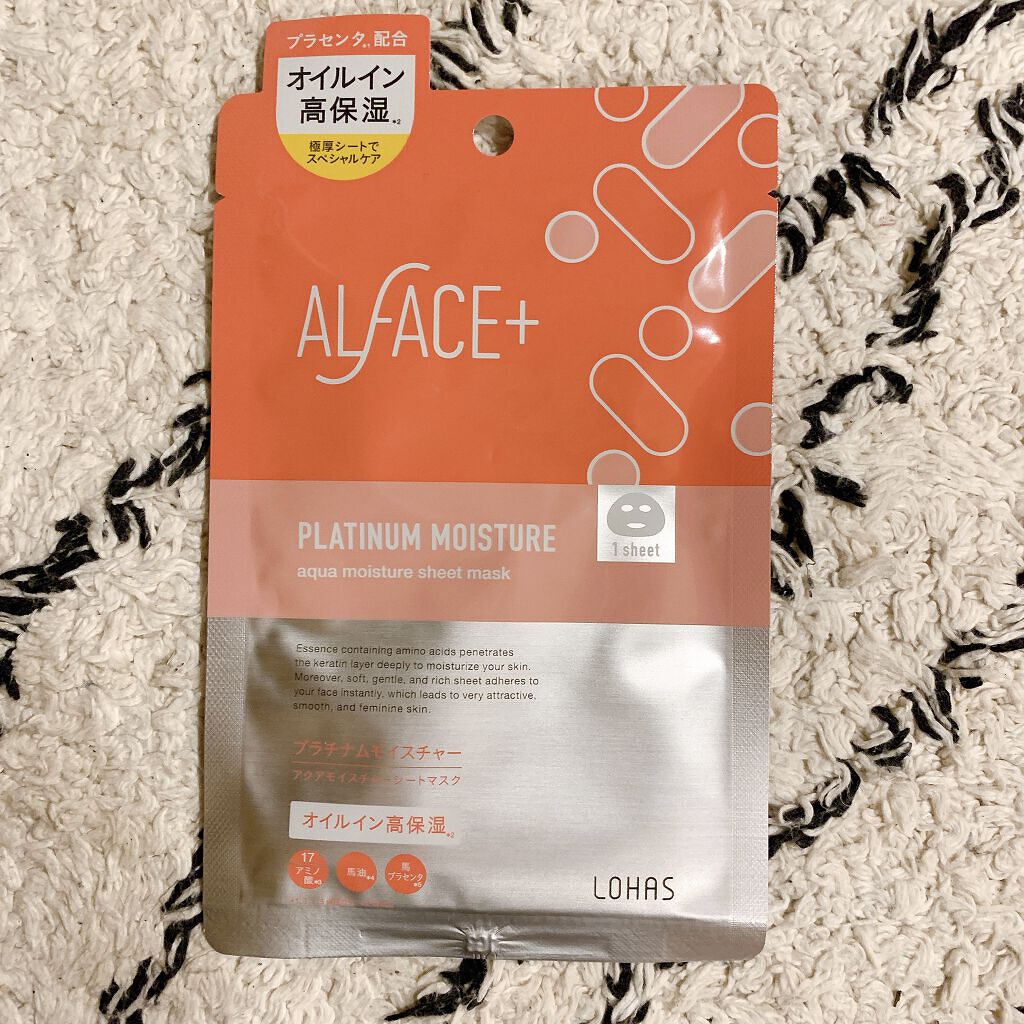 プラセンタ*1配合
オイルイン
高保湿*2
極厚シートで
スペシャルケア
ALFACE+
PLATINUM MOISTURE
aqua moisture sheet mask
1 sheet
Essence containing amino acids penetrates
the keratin layer deeply to moisturize your skin.
Moreover, soft, gentle, and rich sheet adheres to
your face instantly, which leads to very attractive,
smooth, and feminine skin.
プラチナムモイスチャー
アクアモイスチャーシートマスク
オイルイン高保湿*2
17
アミノ
酸*3
馬油*4
馬
プラセンタ
*5
LOHAS